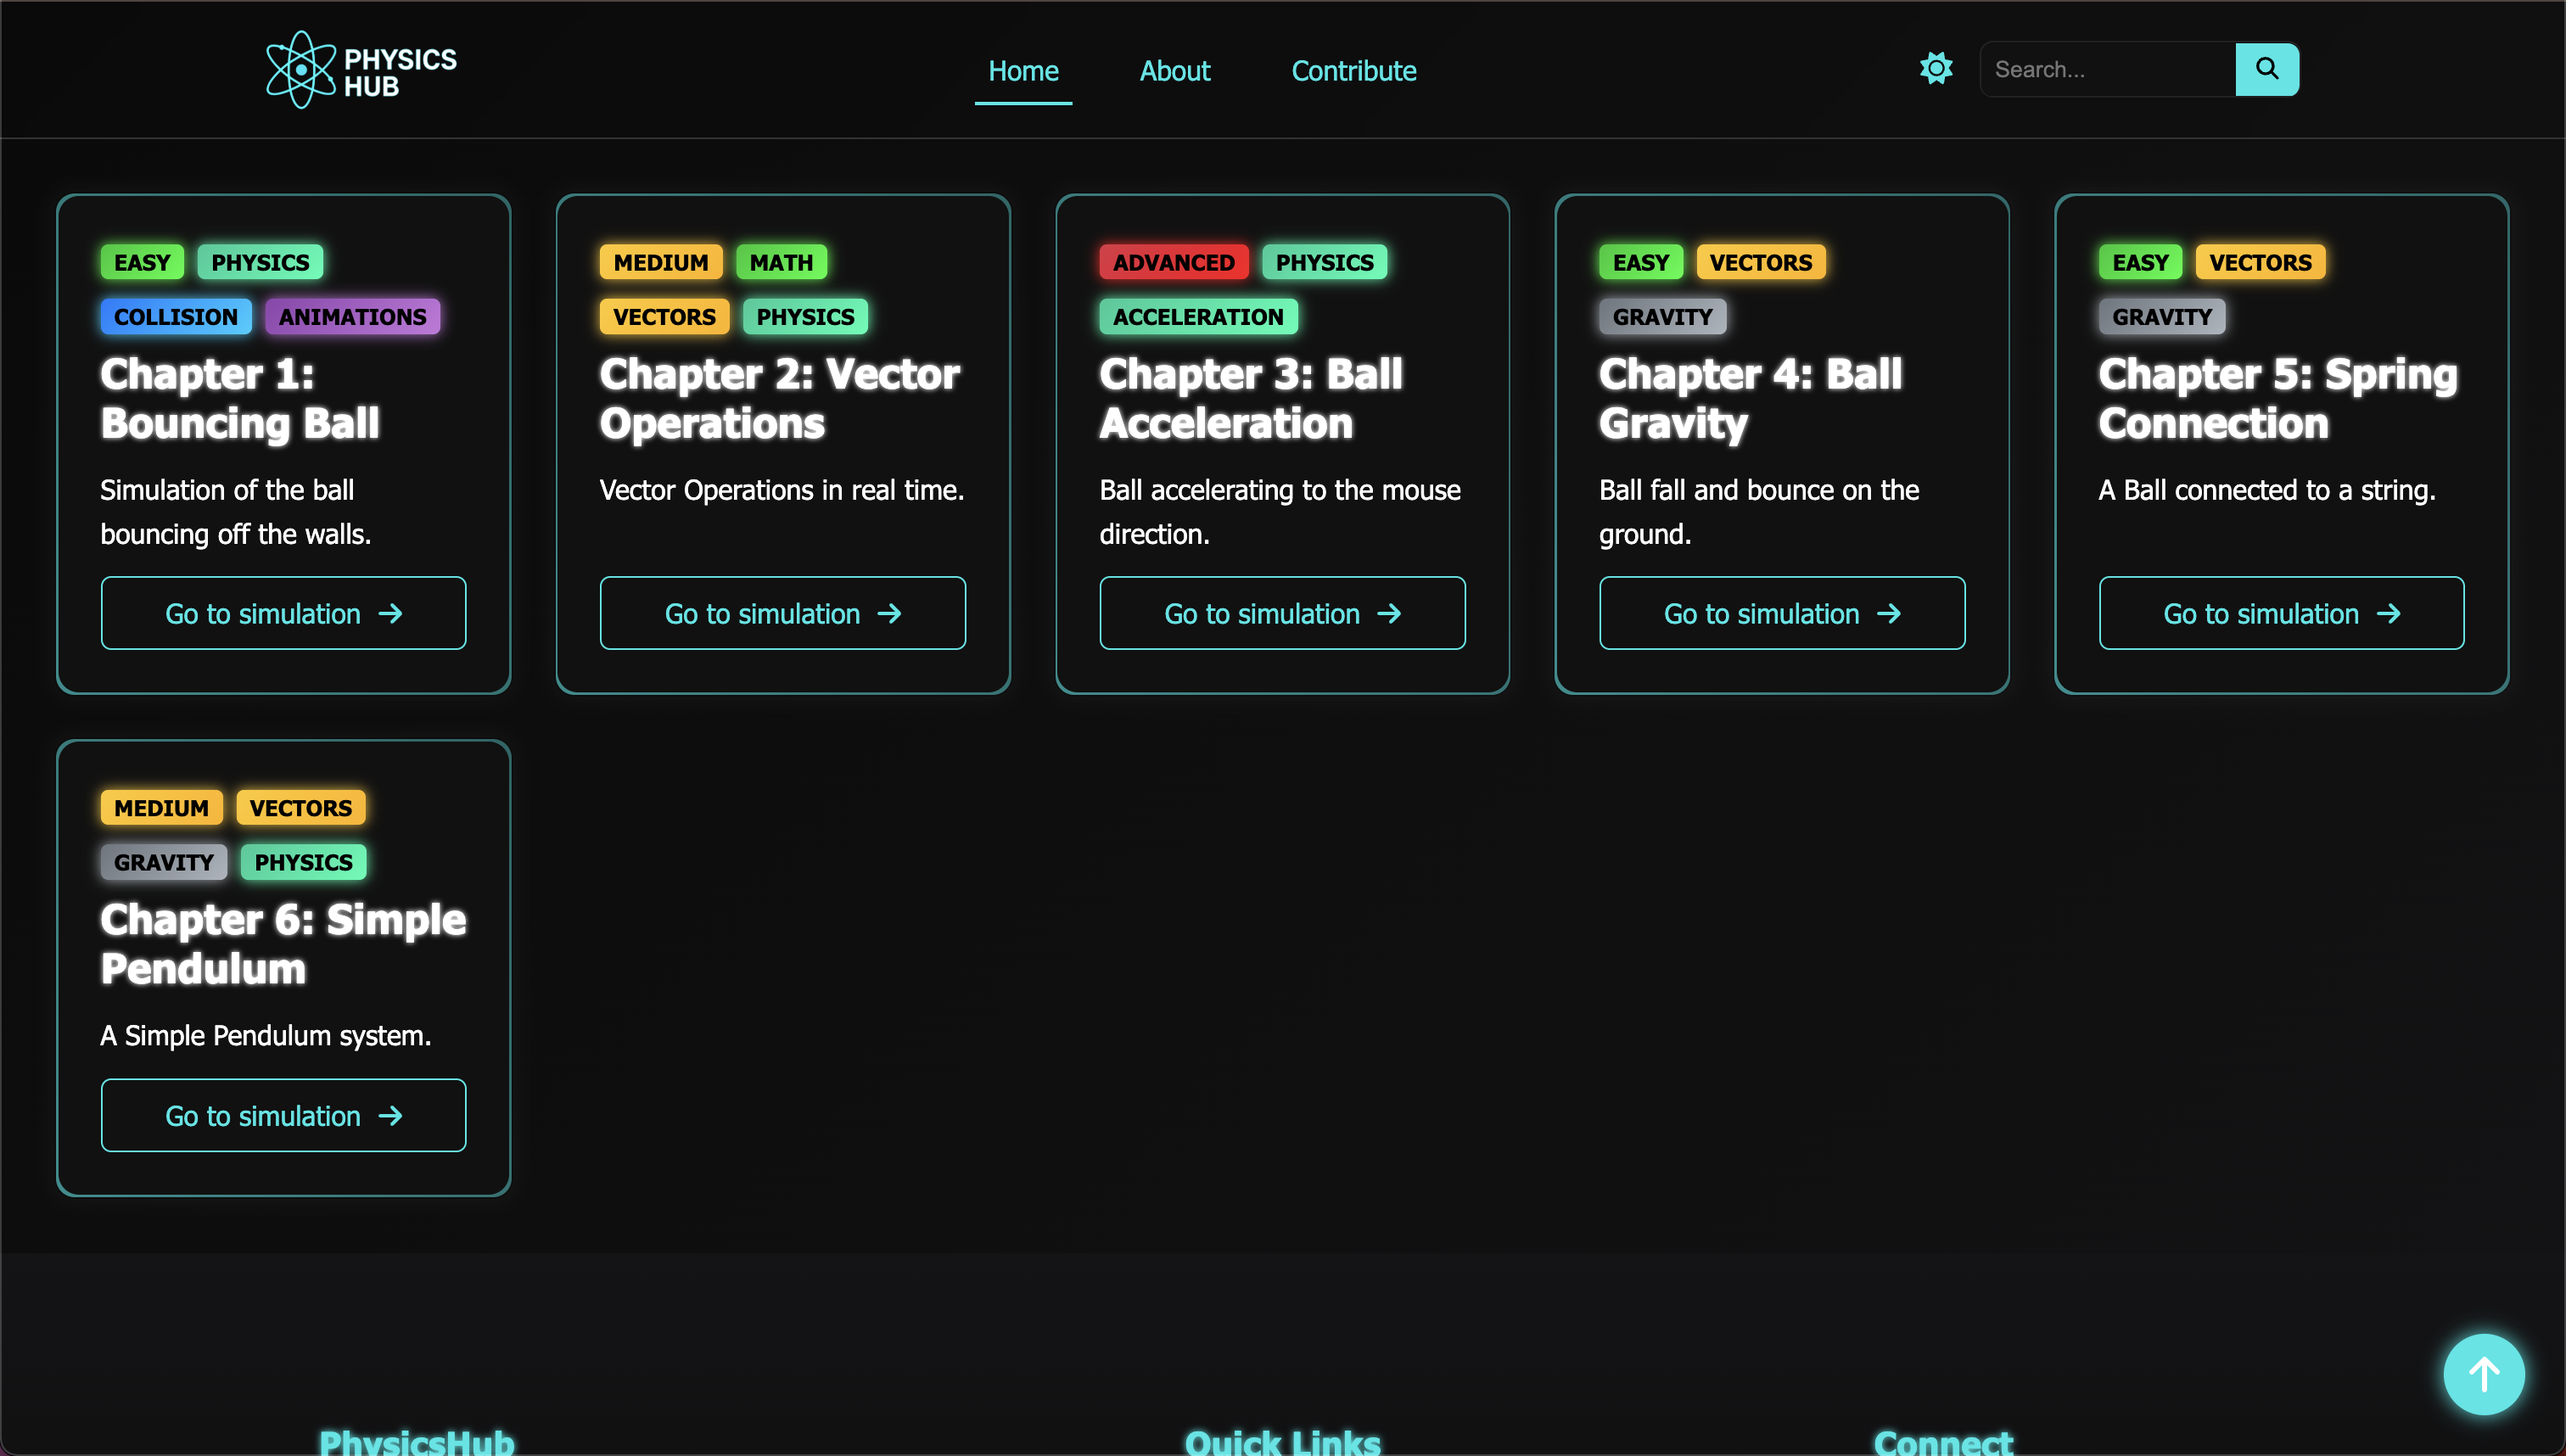 PHYSICS
HUB
Home
About
Contribute
Search...
EASY
PHYSICS
COLLISION
ANIMATIONS
Chapter 1:
Bouncing Ball
Simulation of the ball
bouncing off the walls.
Go to simulation
MEDIUM
MATH
VECTORS
PHYSICS
Chapter 2: Vector
Operations
Vector Operations in real time.
Go to simulation
ADVANCED
PHYSICS
ACCELERATION
Chapter 3: Ball
Acceleration
Ball accelerating to the mouse
direction.
Go to simulation
EASY
VECTORS
GRAVITY
Chapter 4: Ball
Gravity
Ball fall and bounce on the
ground.
Go to simulation
EASY
VECTORS
GRAVITY
Chapter 5: Spring
Connection
A Ball connected to a string.
Go to simulation
MEDIUM
VECTORS
GRAVITY
PHYSICS
Chapter 6: Simple
Pendulum
A Simple Pendulum system.
Go to simulation
PhysicsHub
Quick Links
Connect